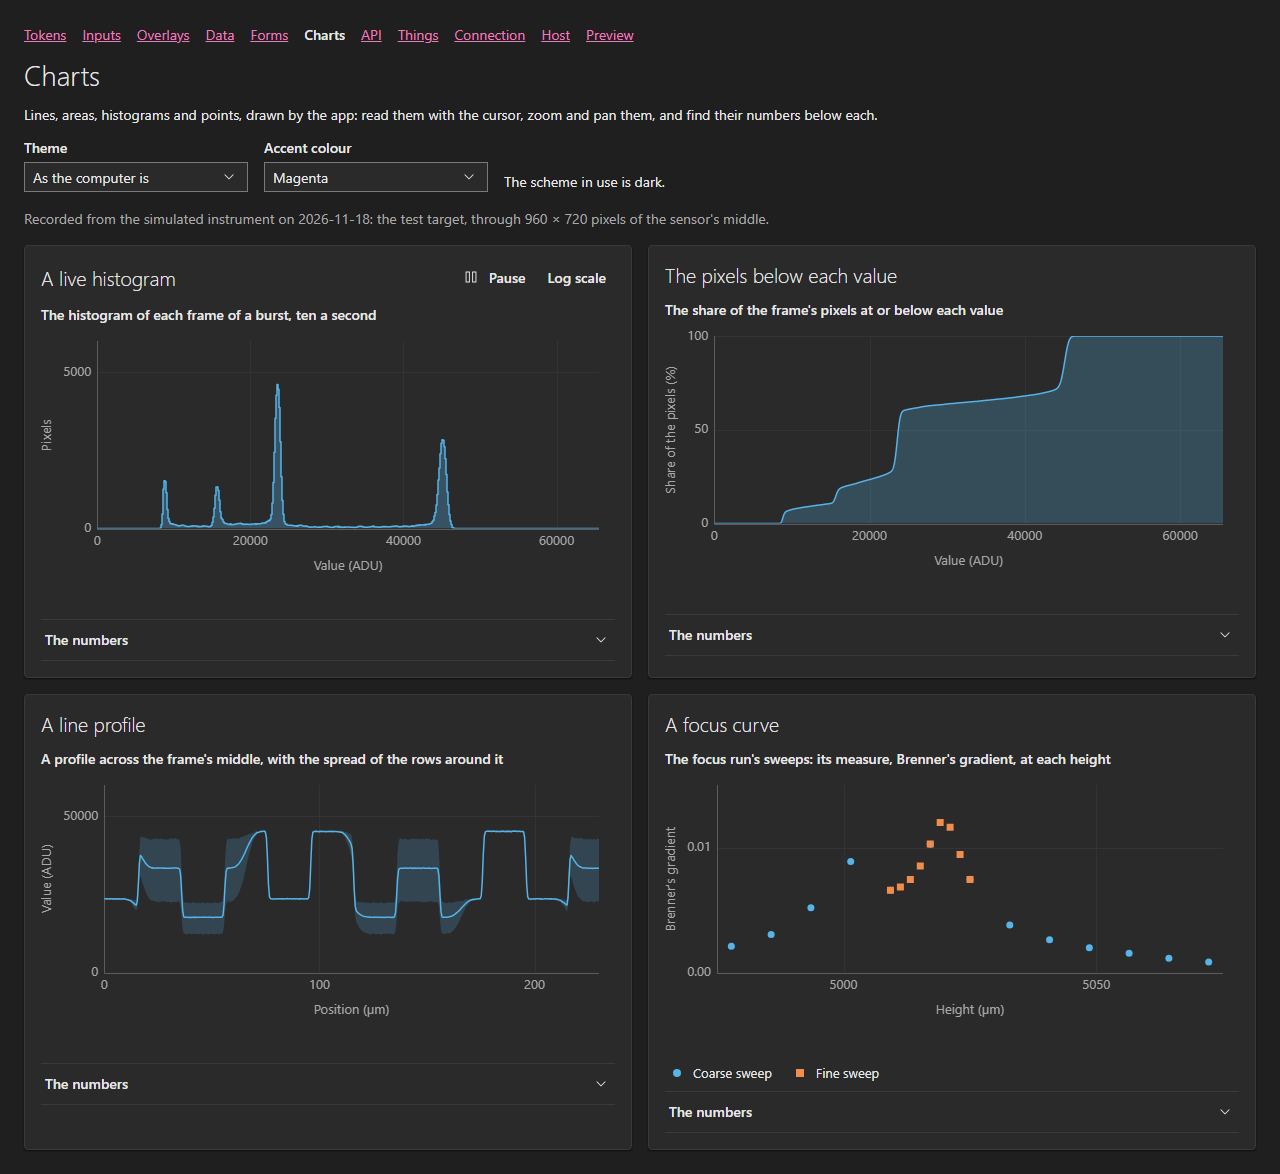 Tokens Inputs Overlays Data Forms Charts API Things Connection Host Preview
Charts
Lines, areas, histograms and points, drawn by the app: read them with the cursor, zoom and pan them, and find their numbers below each.
Theme Accent colour
As the computer is Magenta The scheme in use is dark.
Recorded from the simulated instrument on 2026-11-18: the test target, through 960 × 720 pixels of the sensor's middle.
A live histogram Pause Log scale
The histogram of each frame of a burst, ten a second
5000
Pixels
0
0 20000 40000 60000
Value (ADU)
The numbers
The pixels below each value
The share of the frame's pixels at or below each value
100
Share of the pixels (%)
50
0
0 20000 40000 60000
Value (ADU)
The numbers
A line profile
A profile across the frame's middle, with the spread of the rows around it
50000
Value (ADU)
0
0 100 200
Position (µm)
The numbers
A focus curve
The focus run's sweeps: its measure, Brenner's gradient, at each height
0.01
Brenner's gradient
0.00
5000 5050
Height (µm)
Coarse sweep Fine sweep
The numbers